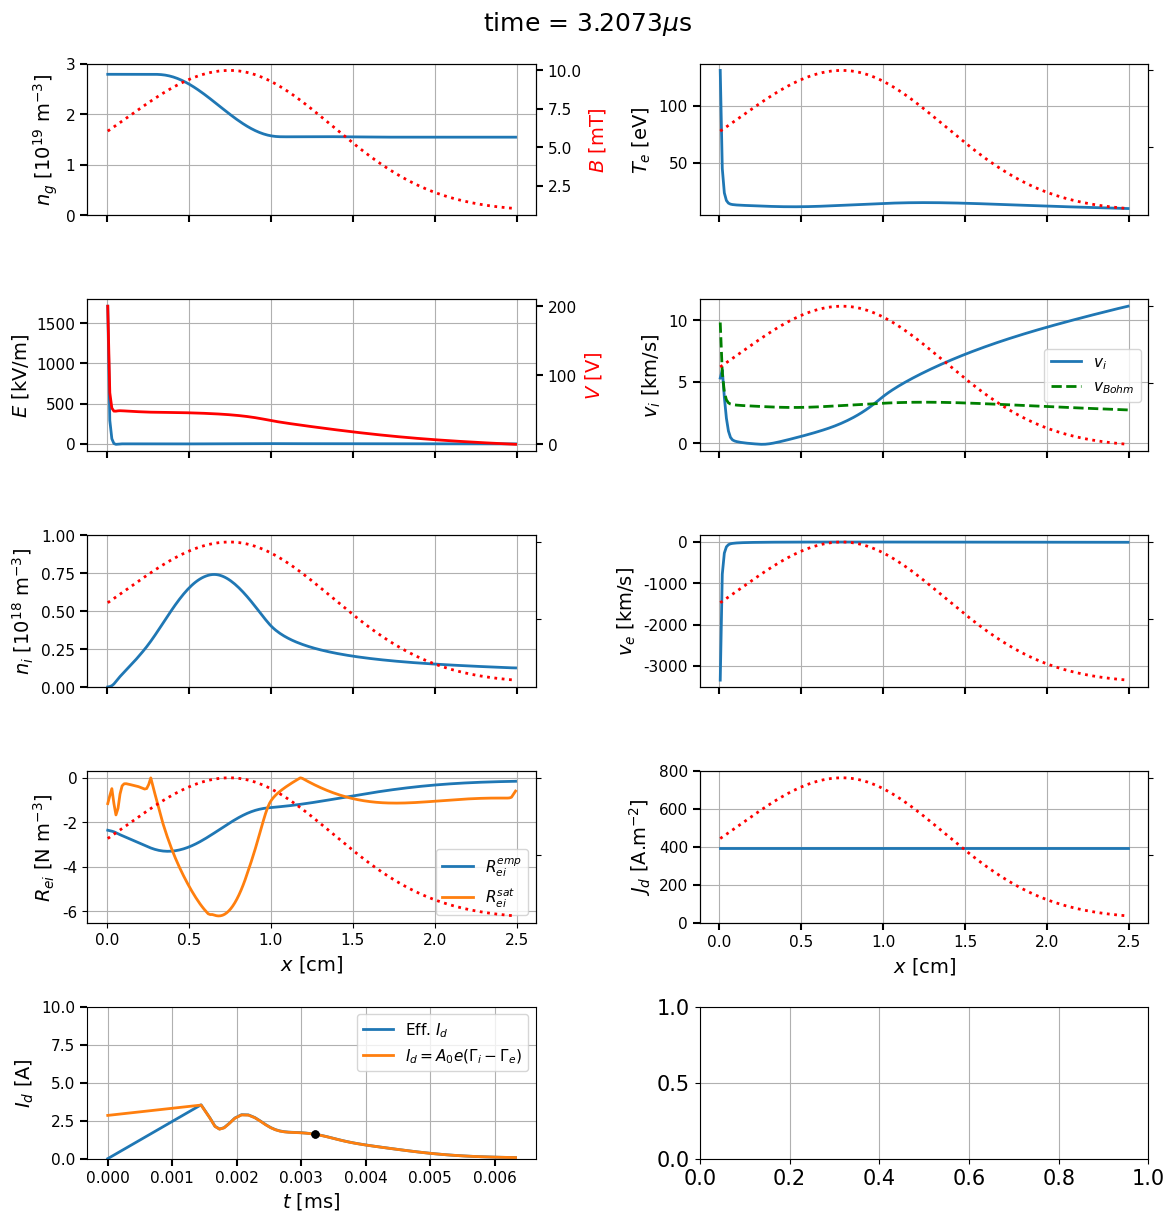 time = 3.2073μs
n_g [10^19 m^−3]
3
2
1
0
10.0
7.5
5.0
2.5
B [mT]
T_e [eV]
100
50
E [kV/m]
1500
1000
500
0
200
100
0
V [V]
v_i [km/s]
10
5
0
v_i
v_Bohm
n_i [10^18 m^−3]
1.00
0.75
0.50
0.25
0.00
v_e [km/s]
0
-1000
-2000
-3000
R_ei [N m^−3]
0
-2
-4
-6
R_ei^emp
R_ei^sat
0.0 0.5 1.0 1.5 2.0 2.5
x [cm]
J_d [A.m^−2]
800
600
400
200
0
0.0 0.5 1.0 1.5 2.0 2.5
x [cm]
I_d [A]
10.0
7.5
5.0
2.5
0.0
Eff. I_d
I_d = A_0e(Γ_i − Γ_e)
0.000 0.001 0.002 0.003 0.004 0.005 0.006
t [ms]
1.0
0.5
0.0
0.0 0.2 0.4 0.6 0.8 1.0